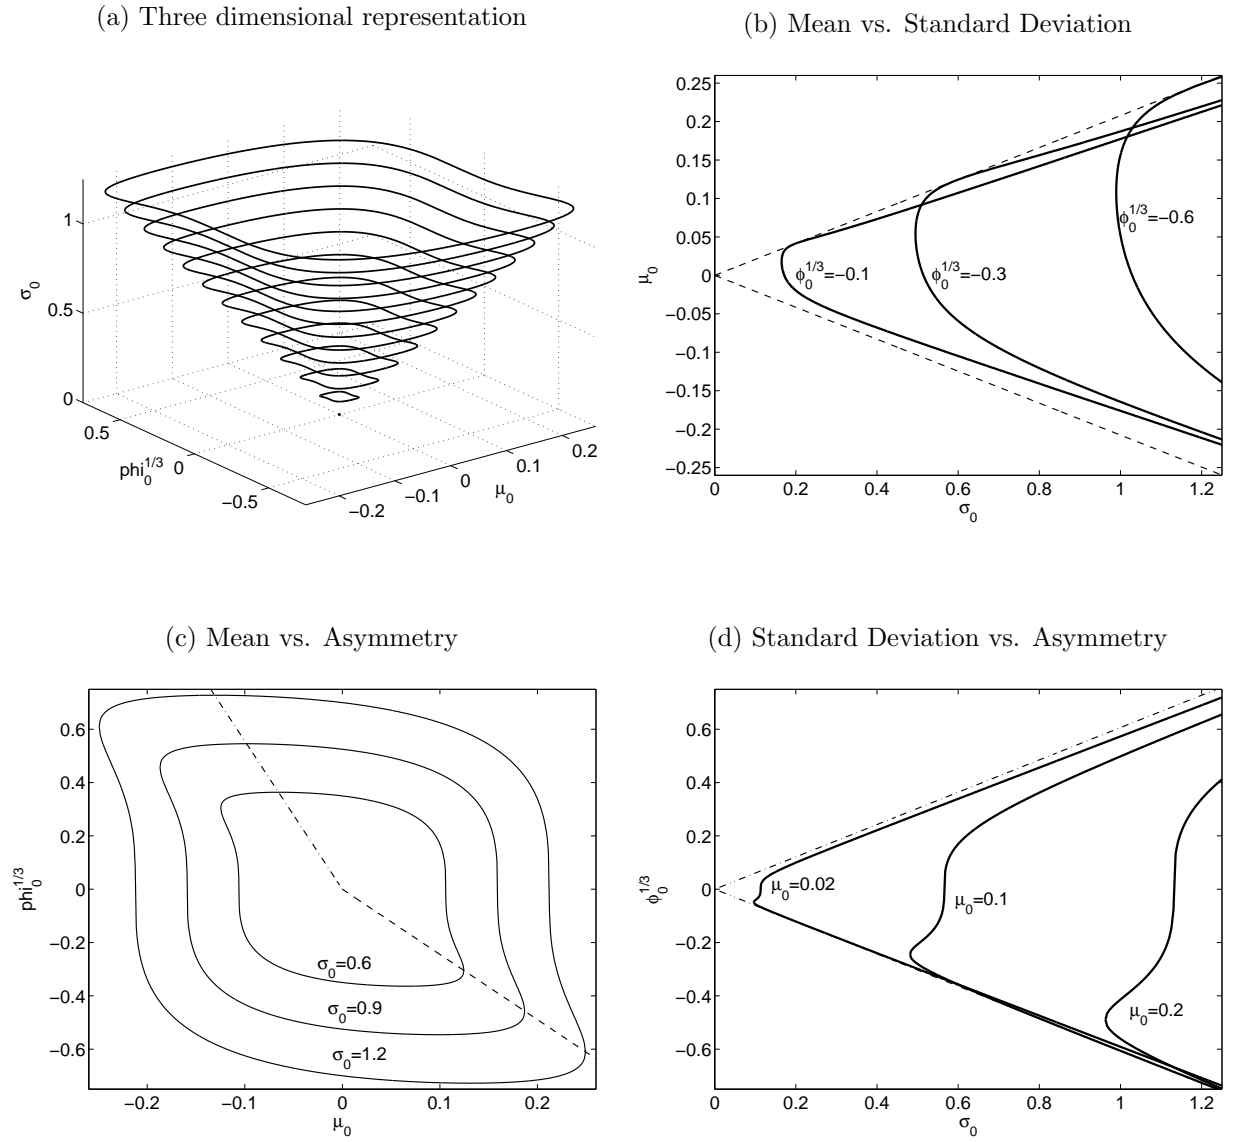 (a) Three dimensional representation
1
0.5
0
σ0
0.5
0
−0.5
phi0^1/3
−0.2
−0.1
0
0.1
0.2
μ0
(b) Mean vs. Standard Deviation
0.25
0.2
0.15
0.1
0.05
0
−0.05
−0.1
−0.15
−0.2
−0.25
μ0
ϕ0^1/3=−0.1
ϕ0^1/3=−0.3
ϕ0^1/3=−0.6
0 0.2 0.4 0.6 0.8 1 1.2
σ0
(c) Mean vs. Asymmetry
0.6
0.4
0.2
0
−0.2
−0.4
−0.6
phi0^1/3
σ0=0.6
σ0=0.9
σ0=1.2
−0.2 −0.1 0 0.1 0.2
μ0
(d) Standard Deviation vs. Asymmetry
0.6
0.4
0.2
0
−0.2
−0.4
−0.6
ϕ0^1/3
μ0=0.02
μ0=0.1
μ0=0.2
0 0.2 0.4 0.6 0.8 1 1.2
σ0